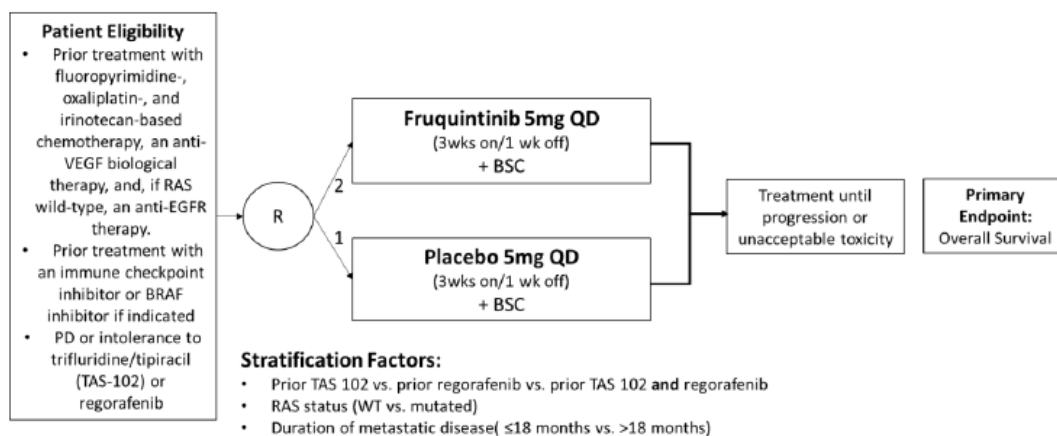 Patient Eligibility
• Prior treatment with
fluoropyrimidine-,
oxaliplatin-, and
irinotecan-based
chemotherapy, an anti-
VEGF biological
therapy, and, if RAS
wild-type, an anti-EGFR
therapy.
• Prior treatment with
an immune checkpoint
inhibitor or BRAF
inhibitor if indicated
• PD or intolerance to
trifluridine/tipiracil
(TAS-102) or
regorafenib
R
2
1
Fruquintinib 5mg QD
(3wks on/1 wk off)
+ BSC
Placebo 5mg QD
(3wks on/1 wk off)
+ BSC
Treatment until
progression or
unacceptable toxicity
Primary
Endpoint:
Overall Survival
Stratification Factors:
• Prior TAS 102 vs. prior regorafenib vs. prior TAS 102 and regorafenib
• RAS status (WT vs. mutated)
• Duration of metastatic disease( ≤18 months vs. >18 months)